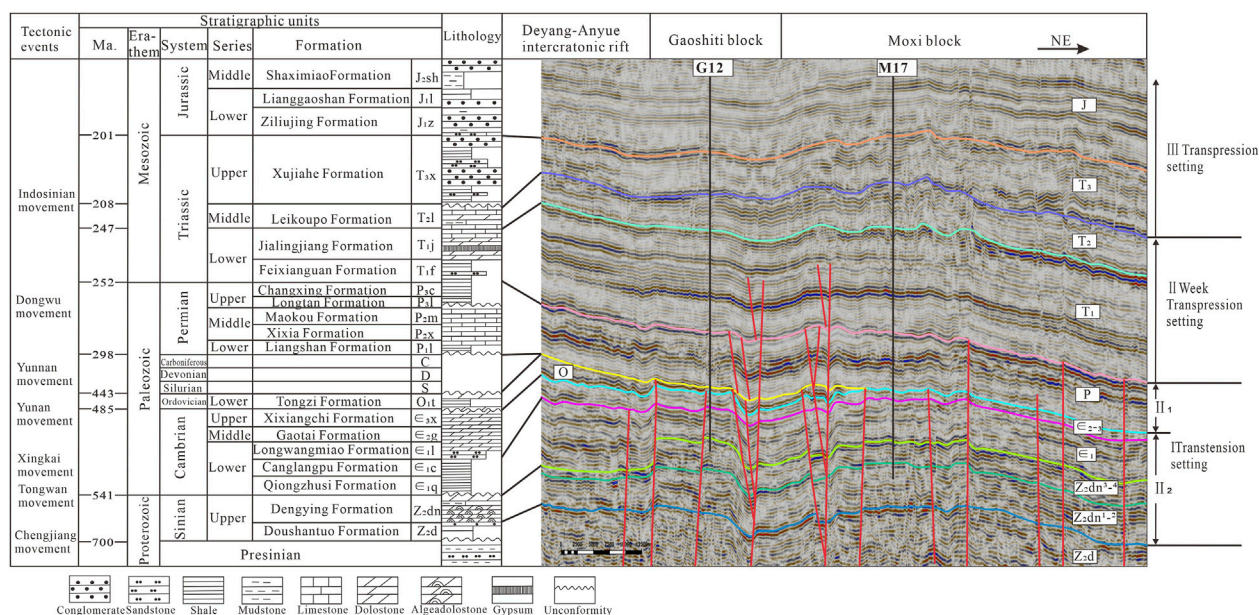 Tectonic events
Stratigraphic units
Ma.
Era-them
System
Series
Formation
Lithology
Deyang-Anyue intercratonic rift
Gaoshiti block
Moxi block
NE
Indosinian movement
Dongwu movement
Yunnan movement
Yunan movement
Xingkai movement
Tongwan movement
Chengjiang movement
201
208
247
252
298
443
485
541
700
Mesozoic
Paleozoic
Proterozoic
Jurassic
Triassic
Permian
Carboniferous
Devonian
Silurian
Ordovician
Cambrian
Sinian
Middle ShaximiaoFormation J₂sh
Lower
Lianggaoshan Formation J₁l
Ziliujing Formation J₁z
Upper Xujiahe Formation T₃x
Middle Leikoupo Formation T₂l
Lower
Jialingjiang Formation T₁j
Feixianguan Formation T₁f
Upper
Changxing Formation P₃c
Longtan Formation P₃l
Middle
Maokou Formation P₂m
Xixia Formation P₂x
Lower Liangshan Formation P₁l
C
D
S
Lower Tongzi Formation O₁t
Upper Xixiangchi Formation ∈₃x
Middle Gaotai Formation ∈₂g
Lower
Longwangmiao Formation ∈₁l
Canglangpu Formation ∈₁c
Qiongzhusi Formation ∈₁q
Upper
Dengying Formation Z₂dn
Doushantuo Formation Z₂d
Presinian
G12
M17
J
T₃
T₂
T₁
P
O
∈₂₋₃
∈₁
Z₂dn³⁻⁴
Z₂dn¹⁻²
Z₂d
III Transpression setting
II Week Transpression setting
II₁
I Transtension setting
II₂
Conglomerate
Sandstone
Shale
Mudstone
Limestone
Dolostone
Algeadolostone
Gypsum
Unconformity